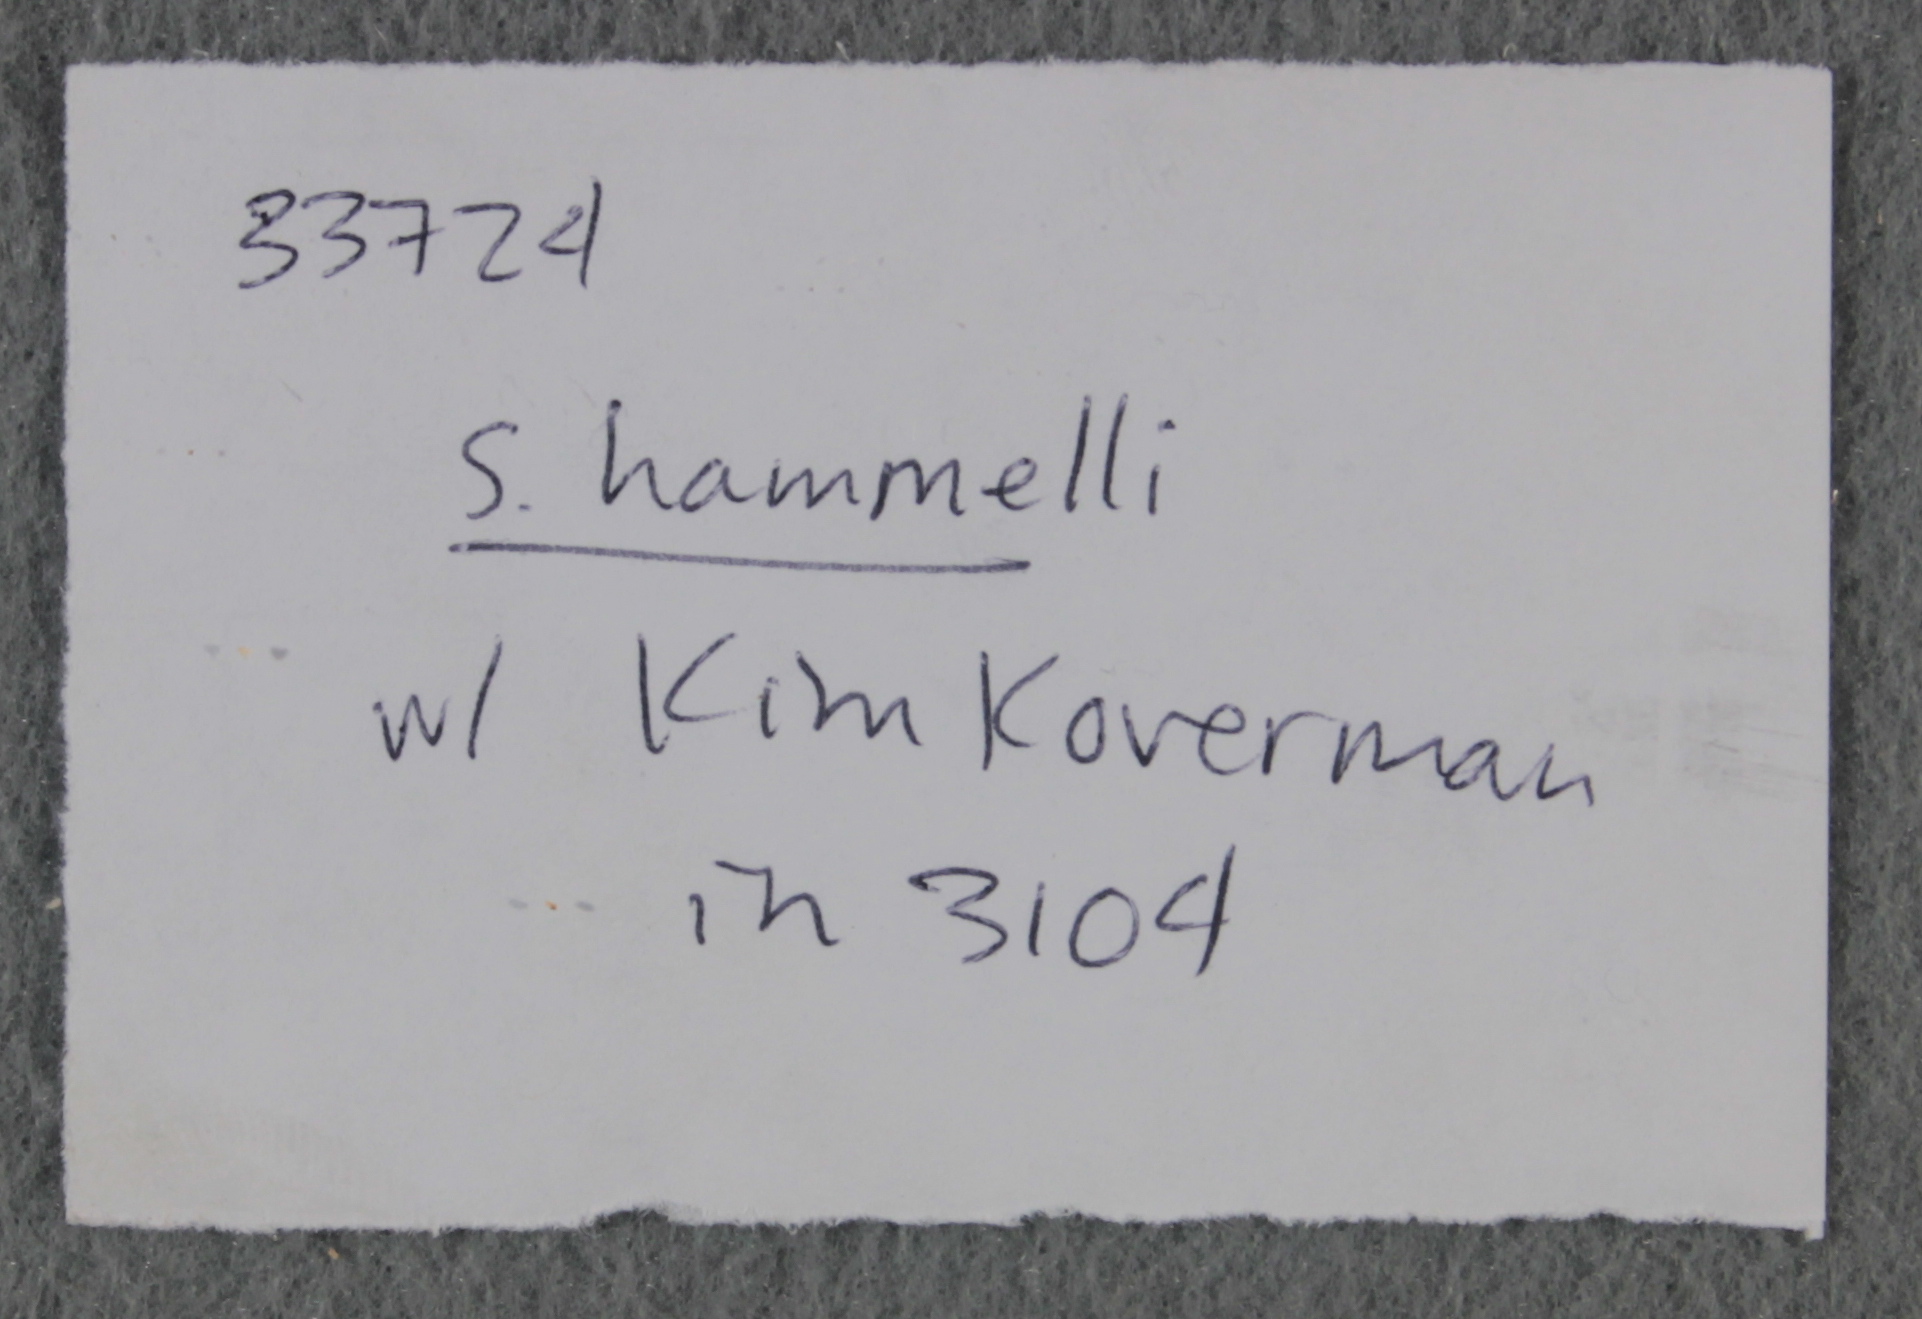 33724
S. hammelli
w/ Kim Koverman
in 3104